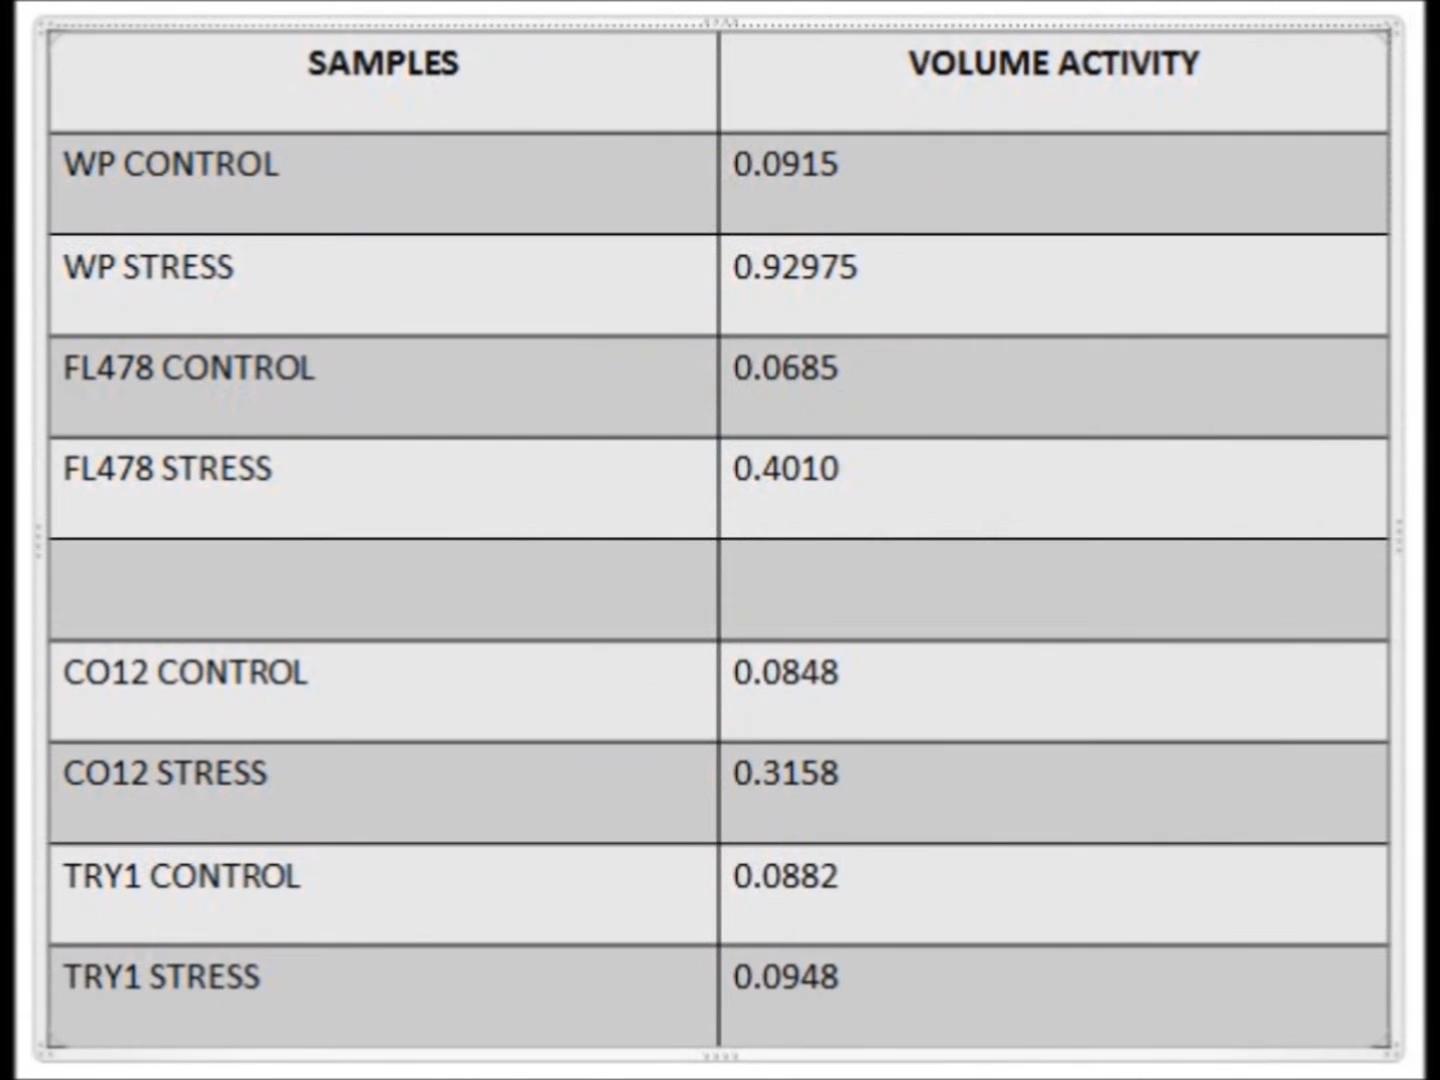 SAMPLES VOLUME ACTIVITY
WP CONTROL 0.0915
WP STRESS 0.92975
FL478 CONTROL 0.0685
FL478 STRESS 0.4010
CO12 CONTROL 0.0848
CO12 STRESS 0.3158
TRY1 CONTROL 0.0882
TRY1 STRESS 0.0948